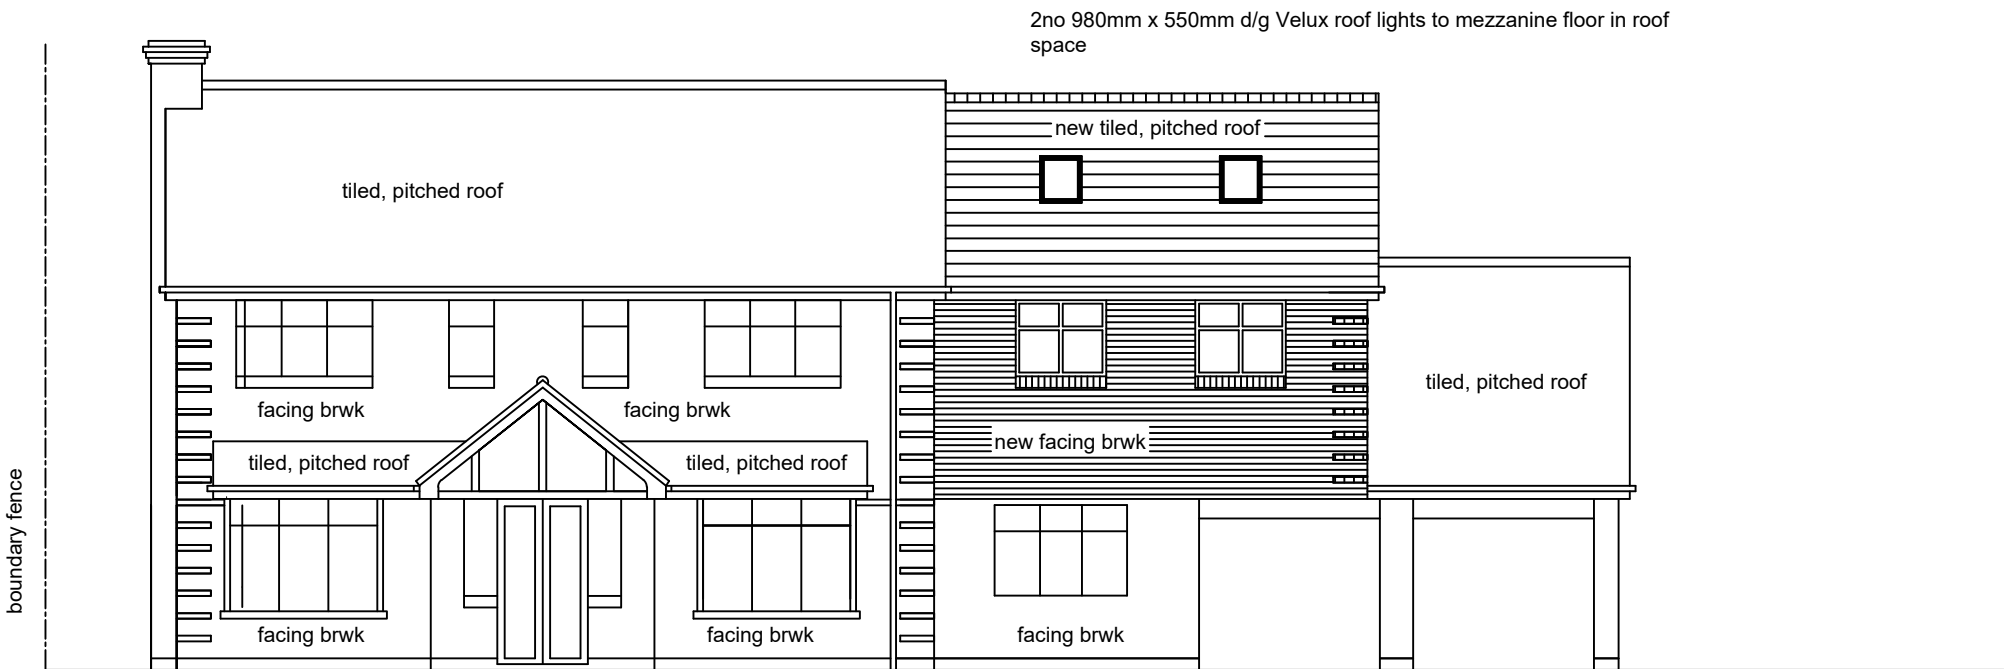 2no 980mm x 550mm d/g Velux roof lights to mezzanine floor in roof
space
new tiled, pitched roof
tiled, pitched roof
tiled, pitched roof
facing brwk
facing brwk
new facing brwk
tiled, pitched roof
tiled, pitched roof
boundary fence
facing brwk
facing brwk
facing brwk